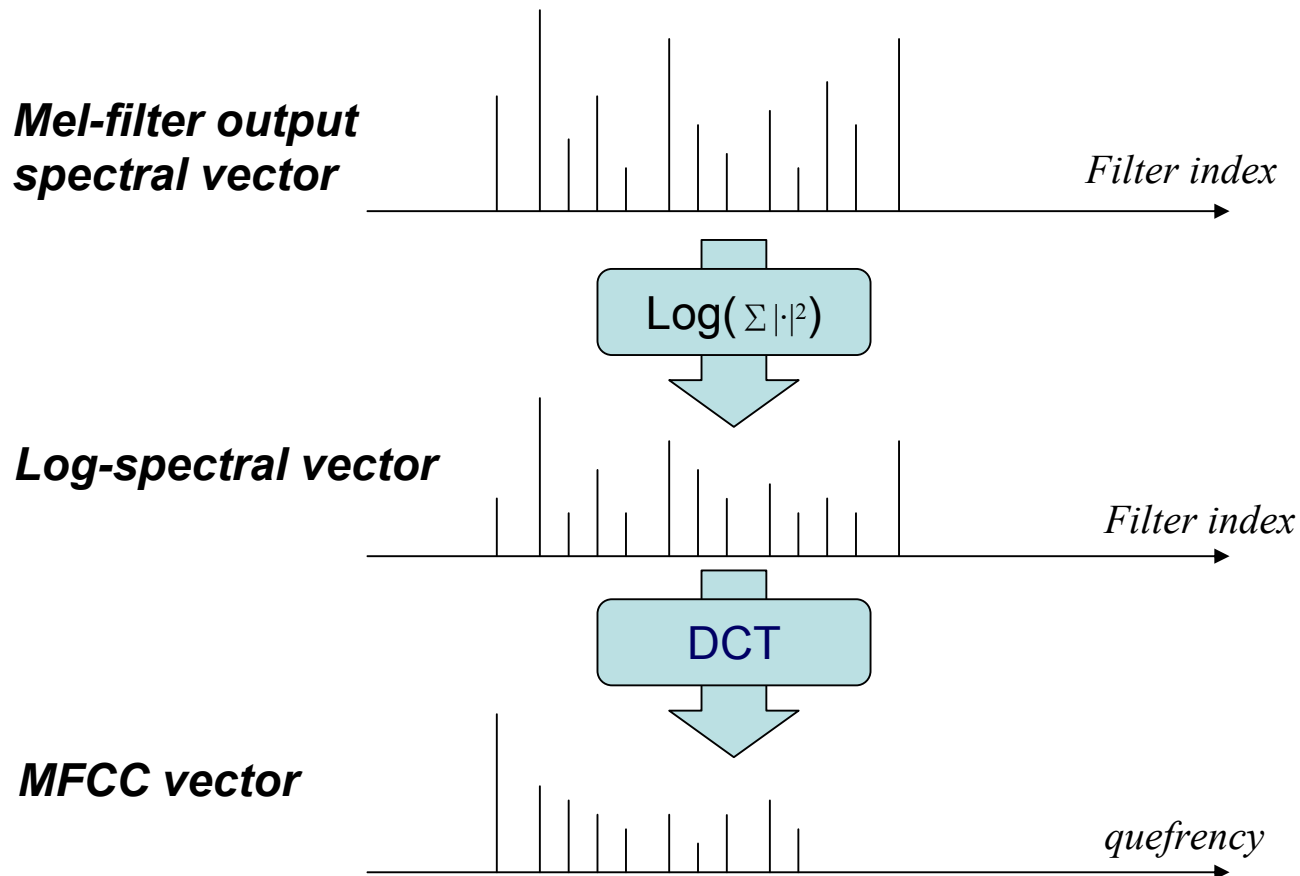 Mel-filter output
spectral vector
Filter index
Log( Σ |·|²)
Log-spectral vector
Filter index
DCT
MFCC vector
quefrency